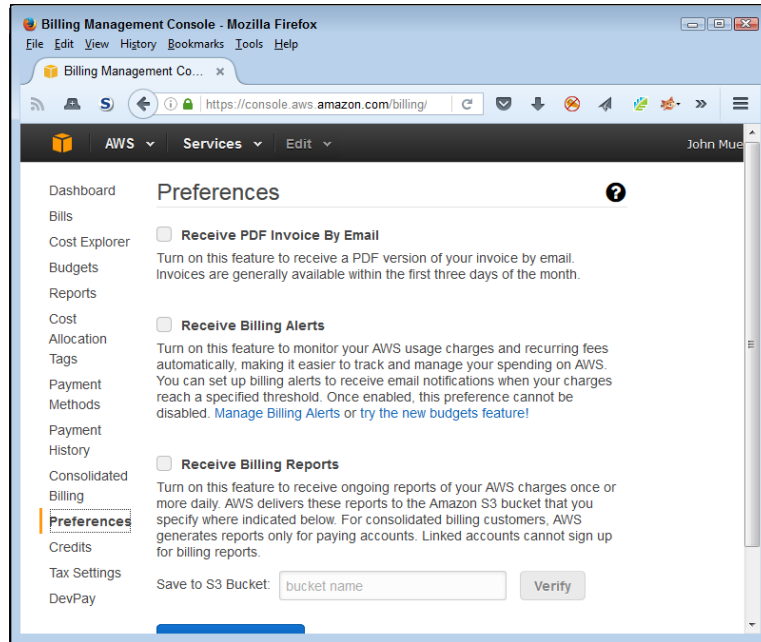 Billing Management Console - Mozilla Firefox
File Edit View History Bookmarks Tools Help
Billing Management Co... ×
https://console.aws.amazon.com/billing/
AWS Services Edit John Mue
Dashboard
Bills
Cost Explorer
Budgets
Reports
Cost
Allocation
Tags
Payment
Methods
Payment
History
Consolidated
Billing
Preferences
Credits
Tax Settings
DevPay
Preferences ?
Receive PDF Invoice By Email
Turn on this feature to receive a PDF version of your invoice by email.
Invoices are generally available within the first three days of the month.
Receive Billing Alerts
Turn on this feature to monitor your AWS usage charges and recurring fees
automatically, making it easier to track and manage your spending on AWS.
You can set up billing alerts to receive email notifications when your charges
reach a specified threshold. Once enabled, this preference cannot be
disabled. Manage Billing Alerts or try the new budgets feature!
Receive Billing Reports
Turn on this feature to receive ongoing reports of your AWS charges once or
more daily. AWS delivers these reports to the Amazon S3 bucket that you
specify where indicated below. For consolidated billing customers, AWS
generates reports only for paying accounts. Linked accounts cannot sign up
for billing reports.
Save to S3 Bucket: bucket name Verify